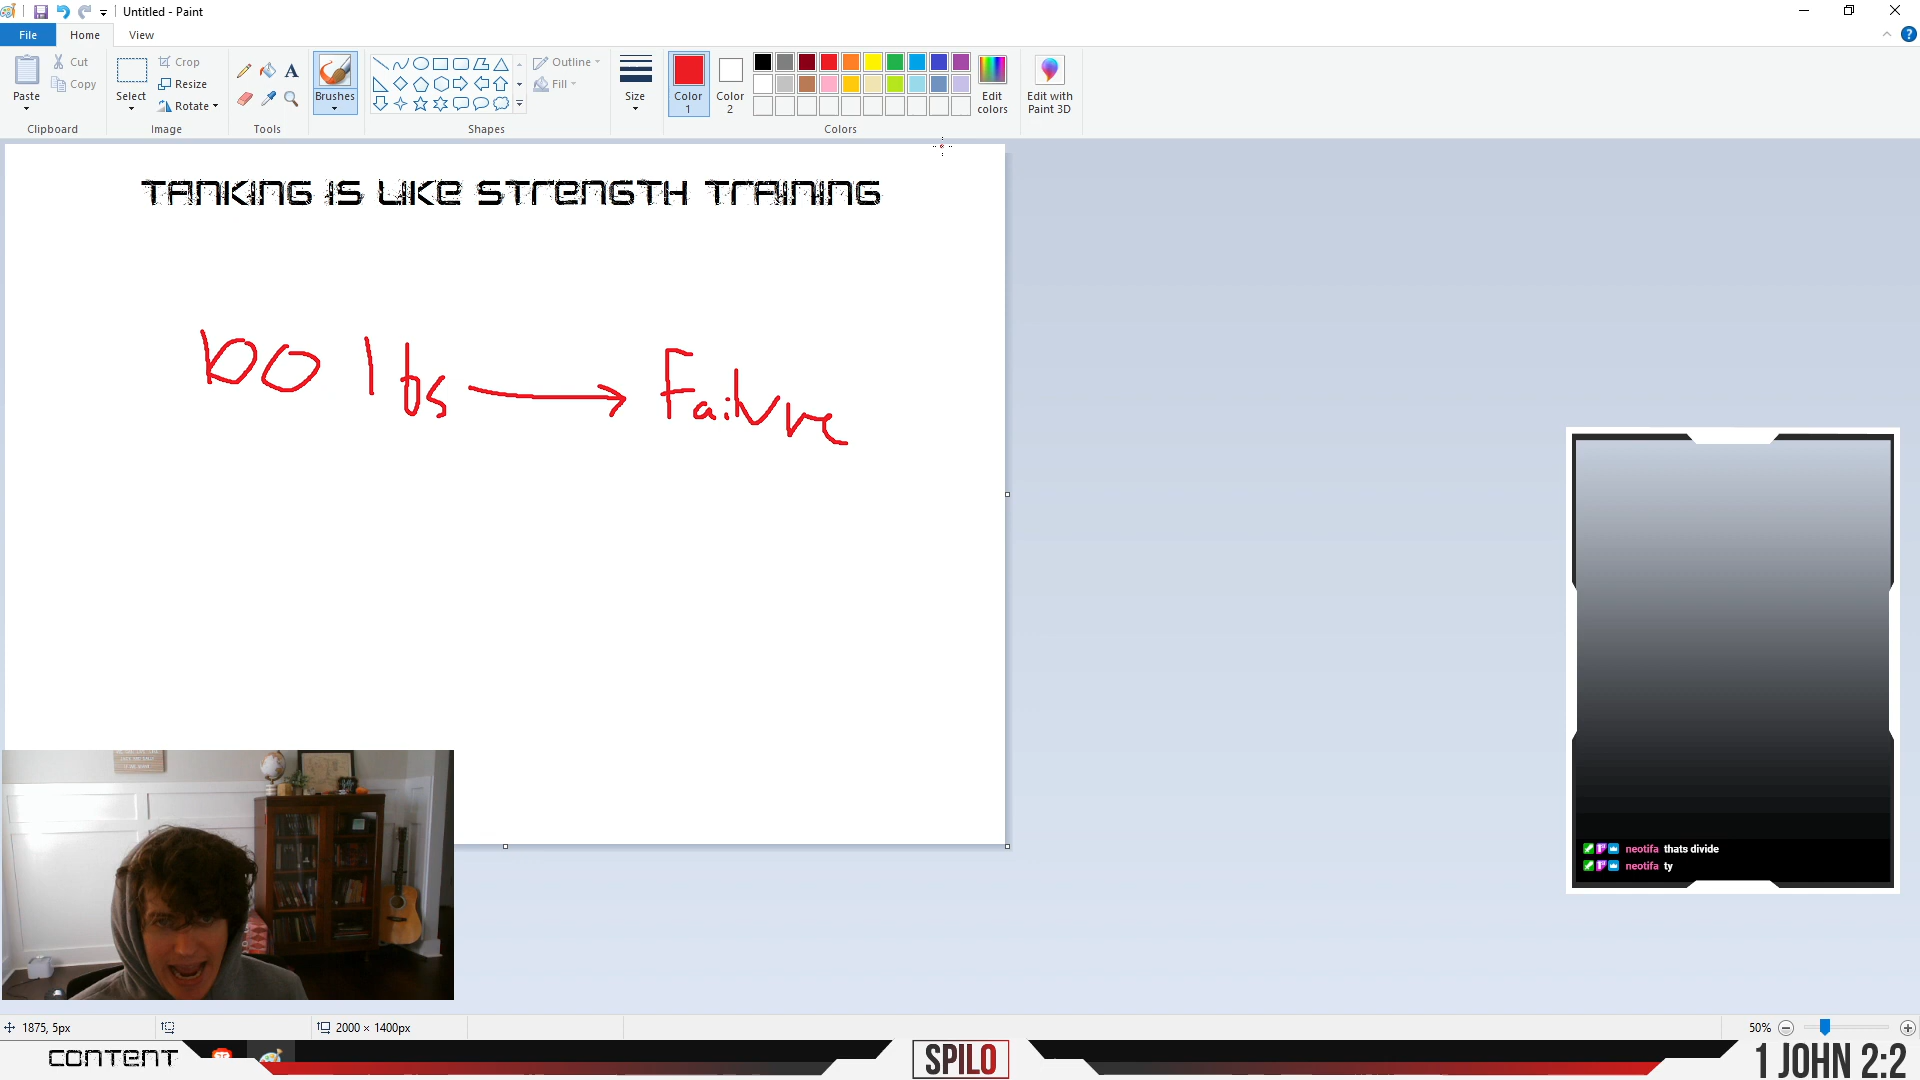 Untitled - Paint
File Home View
Paste
Cut
Copy
Clipboard
Select
Crop
Resize
Rotate
Image
Tools
Brushes
Shapes
Outline
Fill
Size
Color 1
Color 2
Colors
Edit colors
Edit with Paint 3D
TANKING IS LIKE STRENGTH TRAINING
100 lbs → Failure
neotifa thats divide
neotifa ty
1875, 5px
2000 × 1400px
50%
CONTENT
SPILO
1 JOHN 2:2